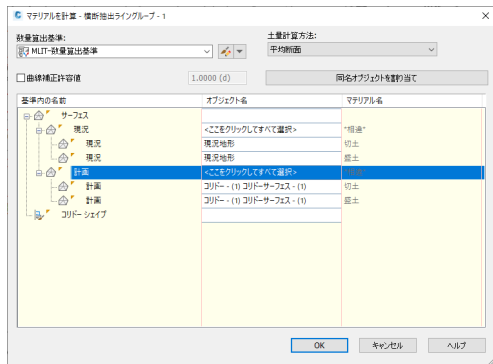 マテリアルを計算 - 横断抽出ライングループ - 1
数量算出基準:
MLIT-数量算出基準
土量計算方法:
平均断面
曲線補正許容値
1.0000 (d)
同名オブジェクトを割り当て
基準内の名前 オブジェクト名 マテリアル名
サーフェス
現況 <ここをクリックしてすべて選択> *相違*
現況 現況地形 切土
現況 現況地形 盛土
計画 <ここをクリックしてすべて選択>
計画 コリドー - (1) コリドーサーフェス - (1) 切土
計画 コリドー - (1) コリドーサーフェス - (1) 盛土
コリドー シェイプ
OK キャンセル ヘルプ